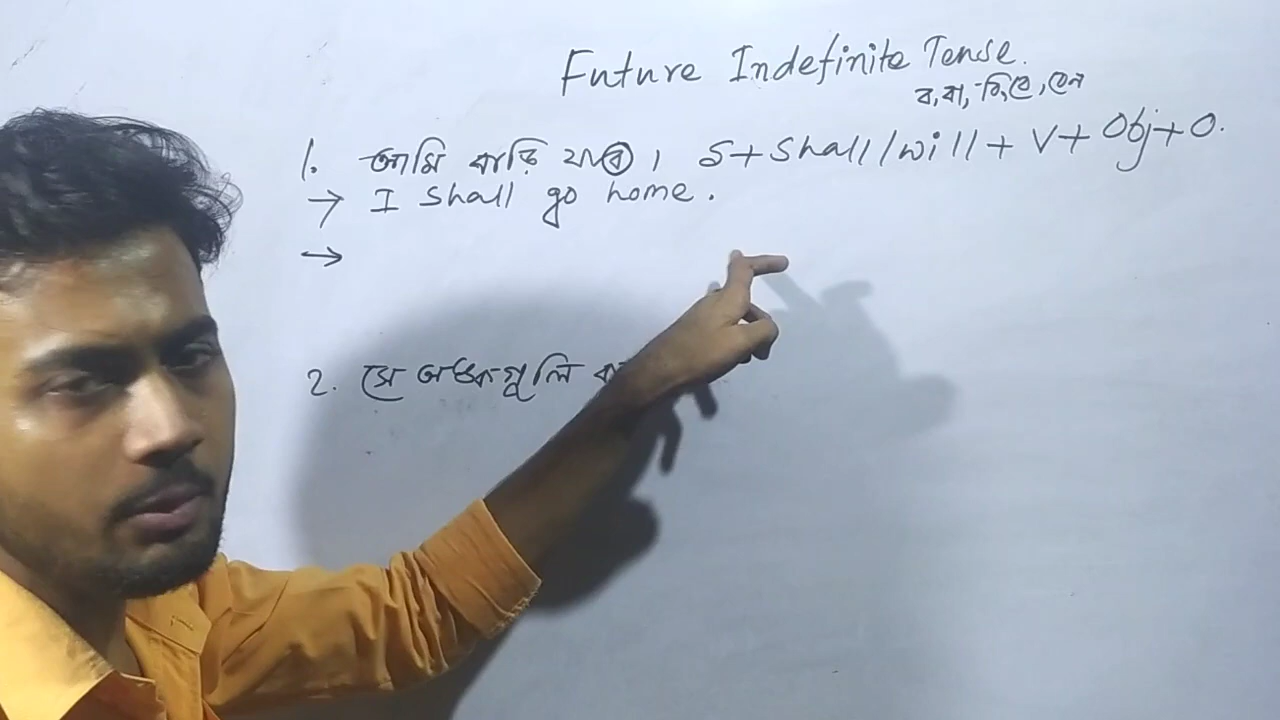 Future Indefinite Tense.
ব, বা, বি, বে, বেন
1. আমি বাড়ি যাব। S + Shall/will + V + Obj + O.
→ I Shall go home.
→
2. সে অঙ্কগুলি